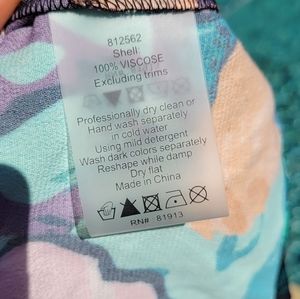 812562
Shell:
100% VISCOSE
Excluding trims
Professionally dry clean or
Hand wash separately
in cold water
Using mild detergent
Wash dark colors separately
Reshape while damp
Dry flat
Made in China
RN# 81913